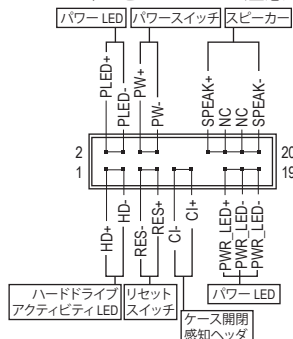 パワー LED
パワースイッチ
スピーカー
PLED+
PLED-
PW+
PW-
SPEAK+
NC
NC
SPEAK-
2
20
1
19
HD+
HD-
RES-
RES+
CI-
CI+
PWR_LED+
PWR_LED-
PWR_LED-
ハードドライブ
アクティビティ LED
リセット
スイッチ
パワー LED
ケース開閉
感知ヘッダ